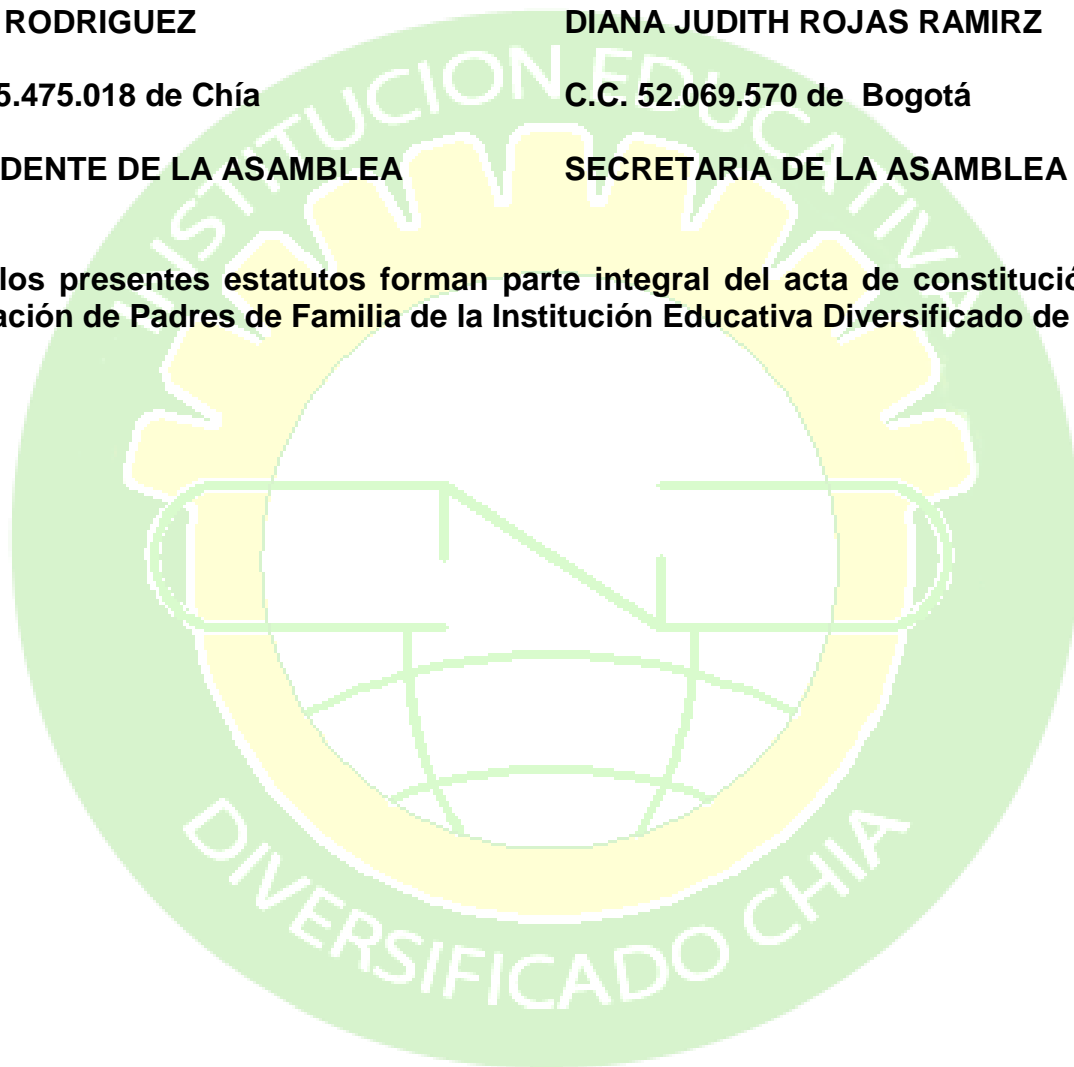 RODRIGUEZ DIANA JUDITH ROJAS RAMIRZ
5.475.018 de Chía C.C. 52.069.570 de Bogotá
DENTE DE LA ASAMBLEA SECRETARIA DE LA ASAMBLEA
los presentes estatutos forman parte integral del acta de constitució
ación de Padres de Familia de la Institución Educativa Diversificado de
INSTITUCION EDUCATIVA
DIVERSIFICADO CHIA